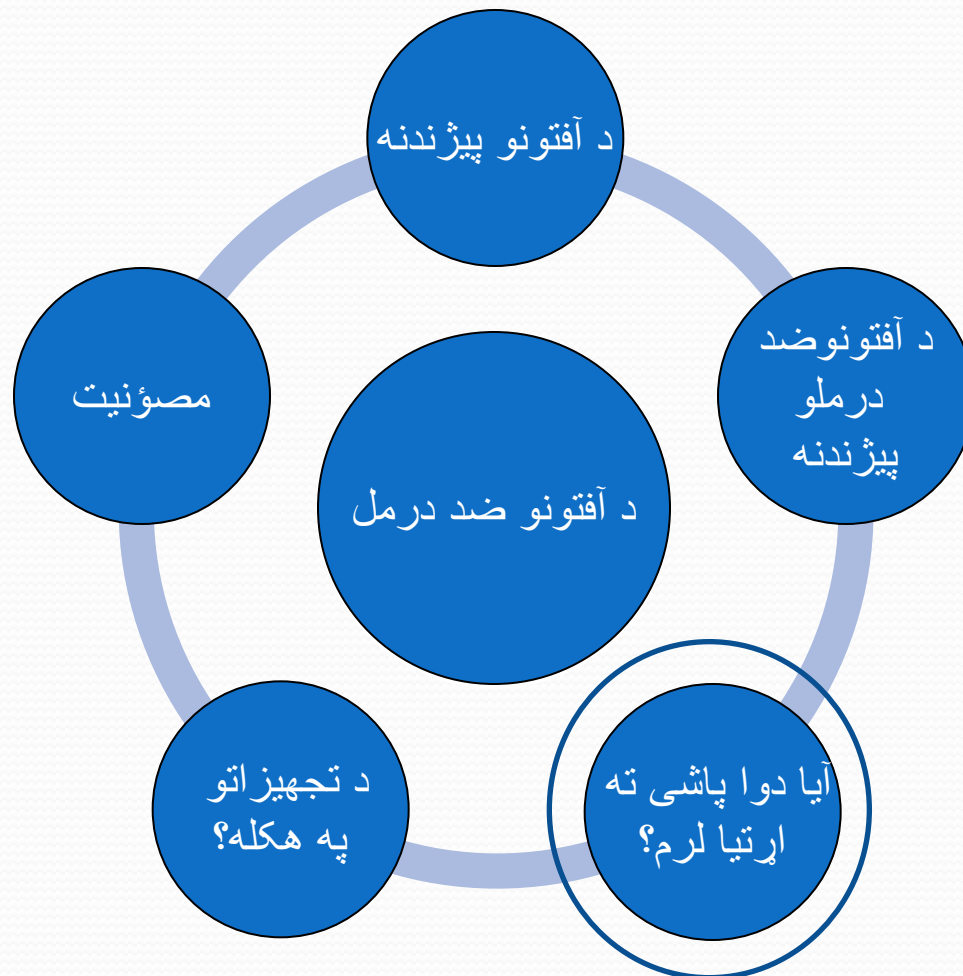 د آفتونو پیژندنه
د آفتونوضد
درملو
پیژندنه
آیا دوا پاشی ته
اړتیا لرم؟
د تجهیزاتو
په هکله؟
مصؤنیت
د آفتونو ضد درمل